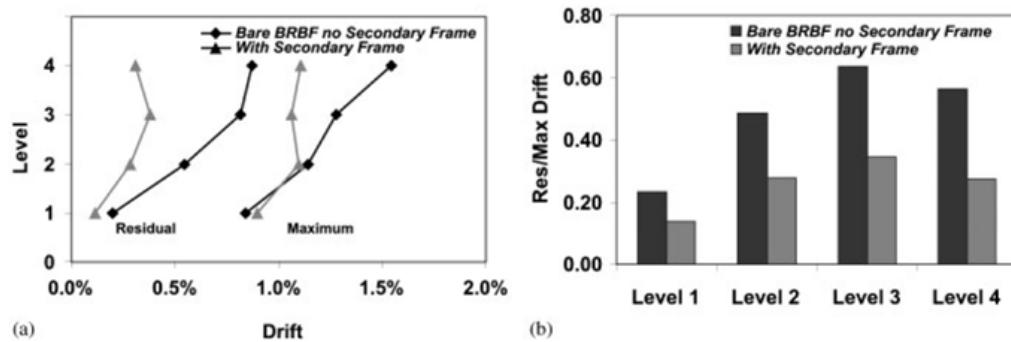 Bare BRBF no Secondary Frame
With Secondary Frame
4
3
2
1
0
Level
Residual
Maximum
0.0%
0.5%
1.0%
1.5%
2.0%
(a)
Drift
0.80
0.60
0.40
0.20
0.00
Res/Max Drift
Bare BRBF no Secondary Frame
With Secondary Frame
Level 1
Level 2
Level 3
Level 4
(b)